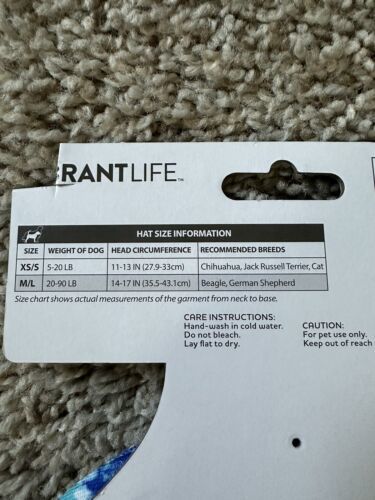 RANTLIFE™
HAT SIZE INFORMATION
SIZE WEIGHT OF DOG HEAD CIRCUMFERENCE RECOMMENDED BREEDS
XS/S 5-20 LB 11-13 IN (27.9-33cm) Chihuahua, Jack Russell Terrier, Cat
M/L 20-90 LB 14-17 IN (35.5-43.1cm) Beagle, German Shepherd
Size chart shows actual measurements of the garment from neck to base.
CARE INSTRUCTIONS:
Hand-wash in cold water.
Do not bleach.
Lay flat to dry.
CAUTION:
For pet use only.
Keep out of reach